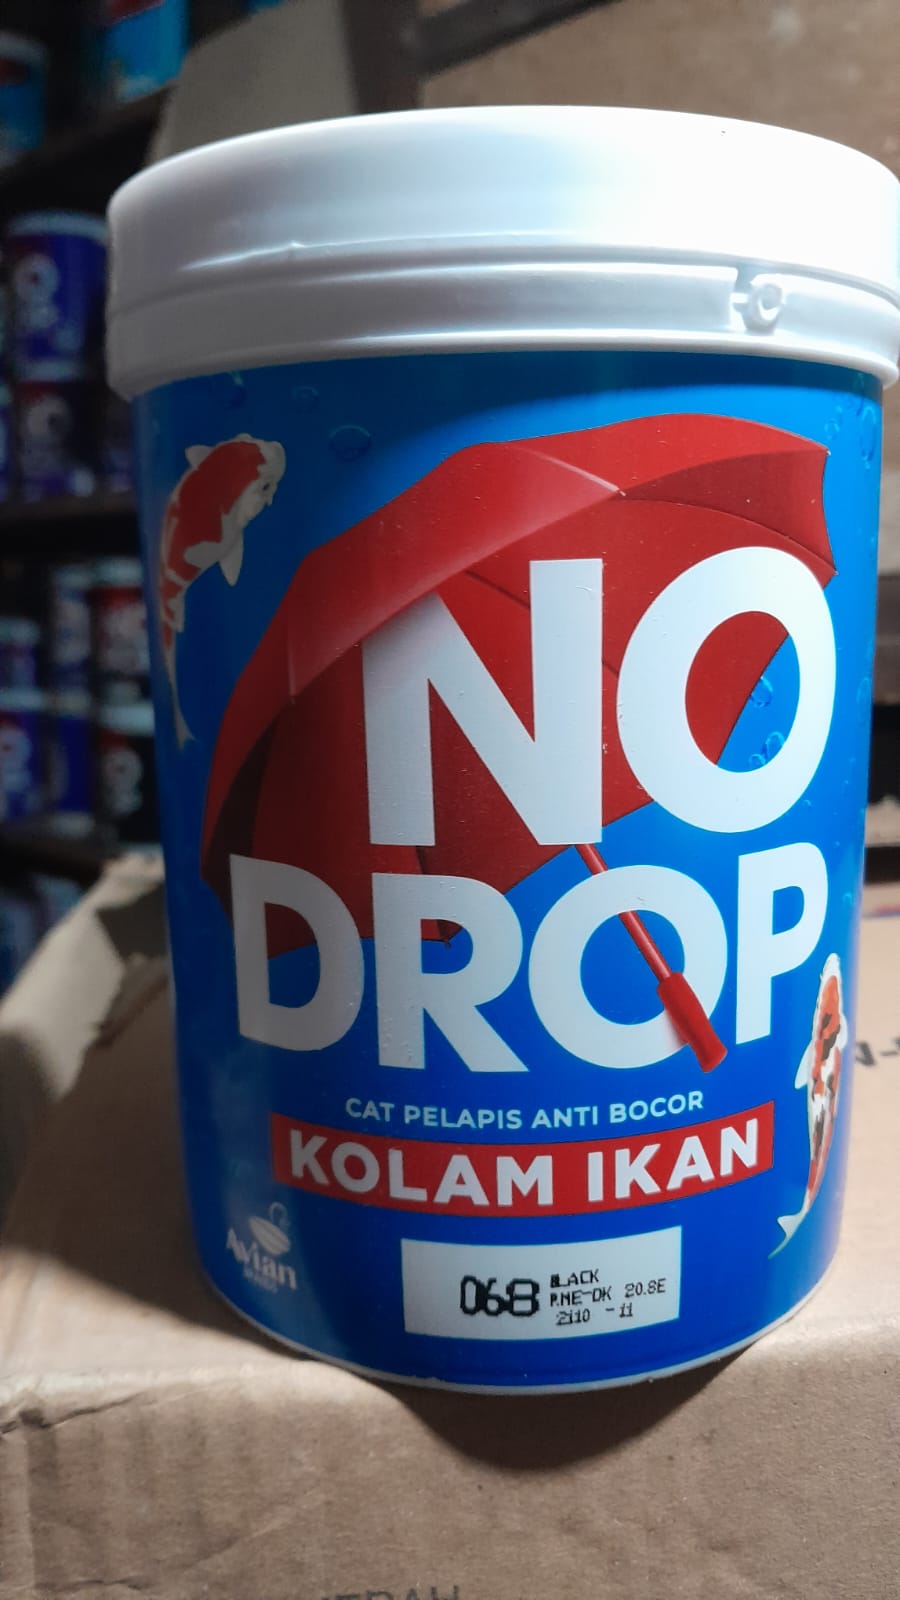 NO
DROP
CAT PELAPIS ANTI BOCOR
KOLAM IKAN
Avian
068 BLACK
P.NE-DK 20.8E
2110 -11